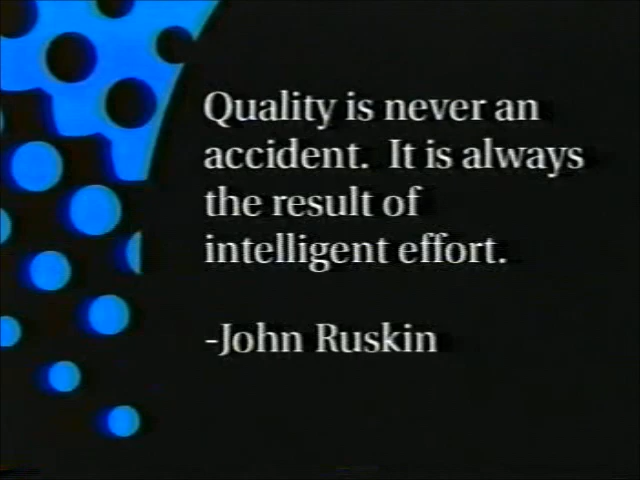 Quality is never an
accident. It is always
the result of
intelligent effort.
-John Ruskin